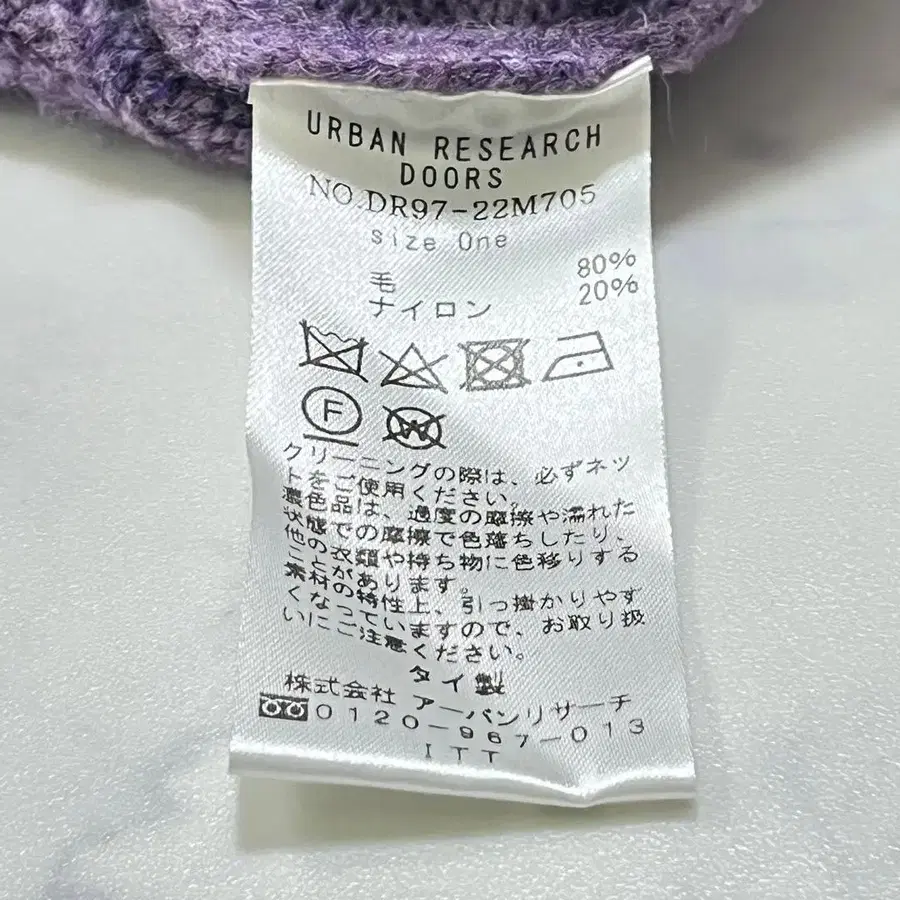 URBAN RESEARCH
DOORS
NO.DR97-22M705
size One
毛 80%
ナイロン 20%
F
W
クリーニングの際は、必ずネッ
トをご使用ください。
濃色品は、過度の摩擦や濡れた
状態での摩擦で色落ちしたり、
他の衣類や持ち物に色移りする
ことがあります。
素材の特性上、引っ掛かりやす
くなっていますので、お取り扱
いにご注意ください。
タイ製
株式会社 アーバンリサーチ
0120-967-013
ITT